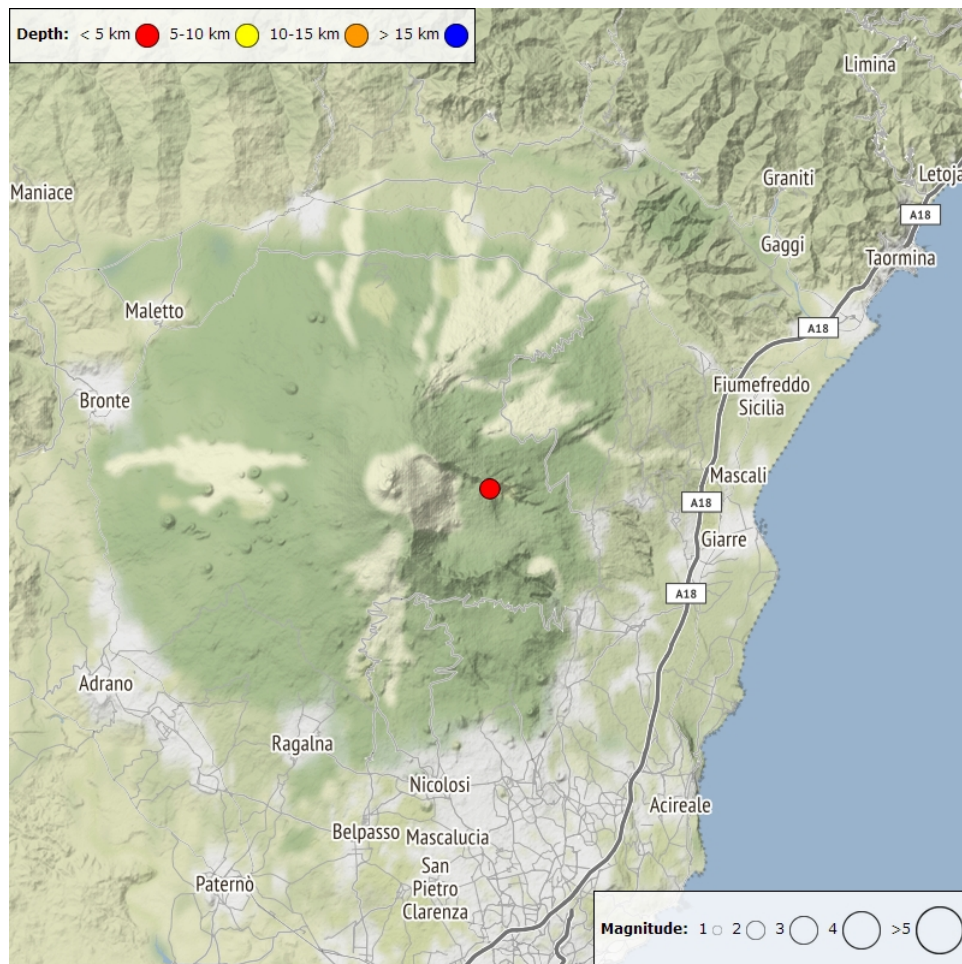 Depth: < 5 km 5-10 km 10-15 km > 15 km
Limina
Maniace
Graniti
Letoja
A18
Gaggi
Taormina
Maletto
A18
Fiumefreddo
Sicilia
Bronte
Mascali
A18
Giarre
A18
Adrano
Ragalna
Nicolosi
Acireale
Belpasso
Mascalucia
San
Pietro
Clarenza
Paternò
Magnitude: 1 2 3 4 >5